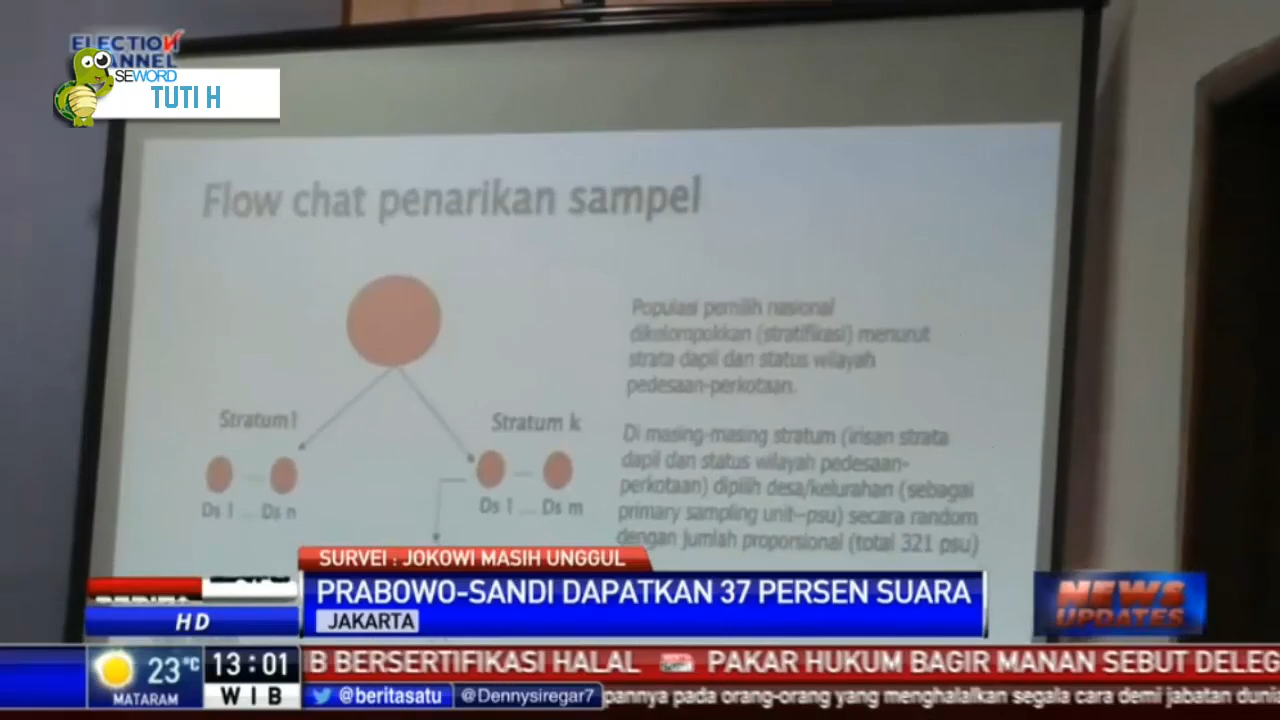 ELECTION
ANNEL
SEWORD
TUTI H
Flow chat penarikan sampel
Populasi pemilih nasional
dikelompokkan (stratifikasi) menurut
strata dapil dan status wilayah
pedesaan-perkotaan.
Stratum 1
Stratum k
Ds 1 ... Ds n
Ds 1 ... Ds m
Di masing-masing stratum (irisan strata
dapil dan status wilayah pedesaan-
perkotaan) dipilih desa/kelurahan (sebagai
primary sampling unit–psu) secara random
dengan jumlah proporsional (total 321 psu)
SURVEI : JOKOWI MASIH UNGGUL
PRABOWO-SANDI DAPATKAN 37 PERSEN SUARA
JAKARTA
HD
NEWS
UPDATES
23°C
MATARAM
13:01
WIB
B BERSERTIFIKASI HALAL PAKAR HUKUM BAGIR MANAN SEBUT DELEG
@beritasatu @Dennysiregar7 pannya pada orang-orang yang menghalalkan segala cara demi jabatan duni